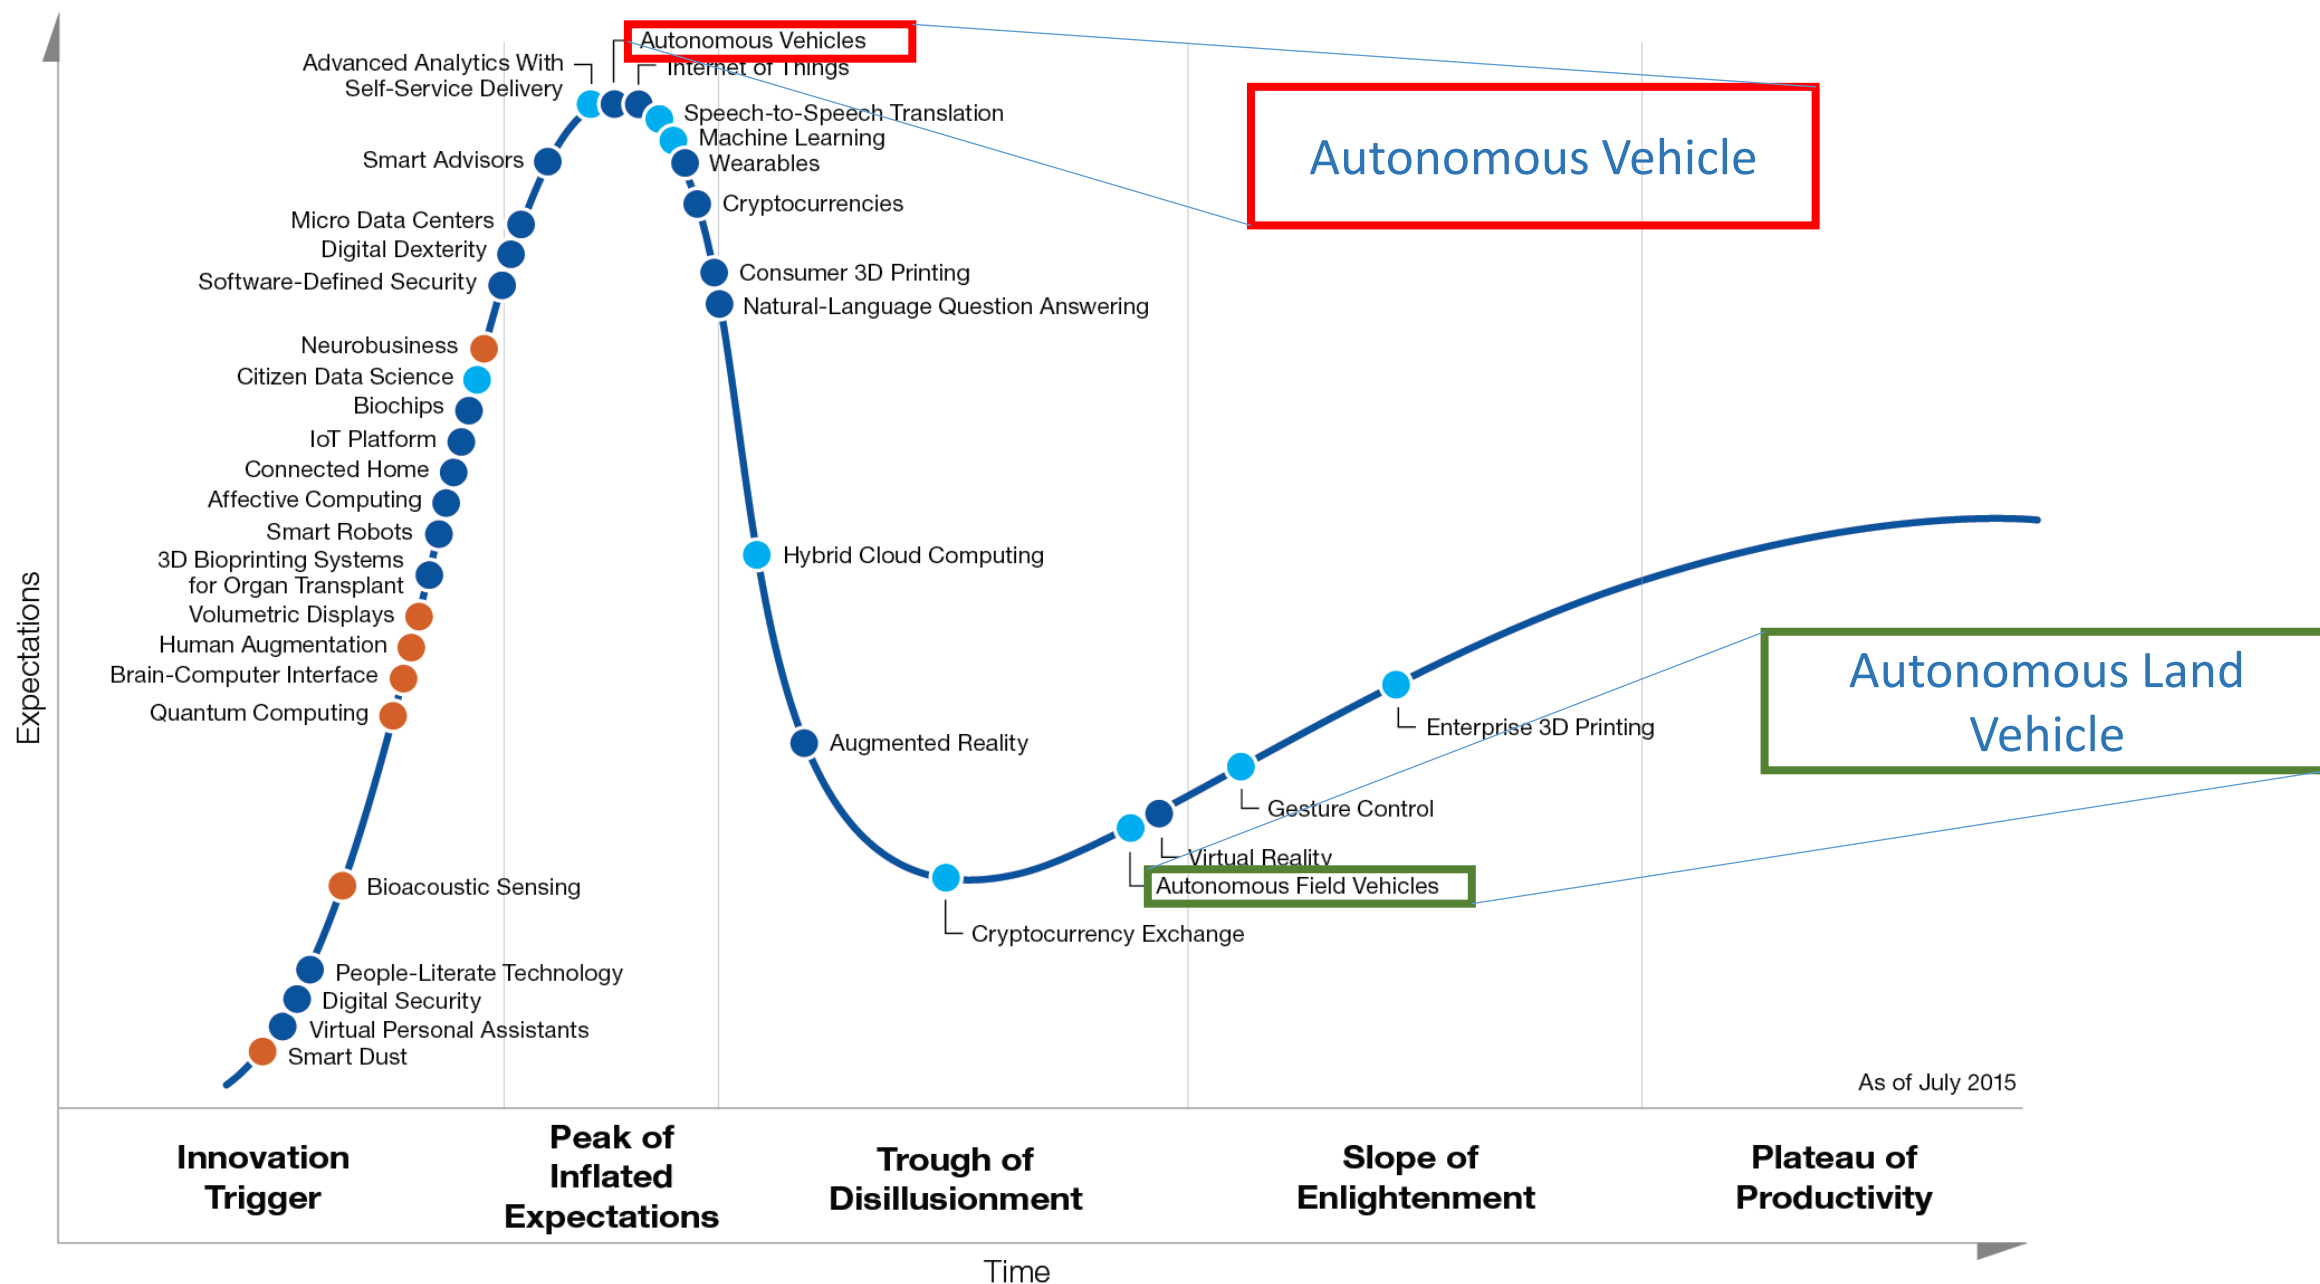 Autonomous Vehicles
Advanced Analytics With
Self-Service Delivery
Internet of Things
Speech-to-Speech Translation
Machine Learning
Wearables
Smart Advisors
Autonomous Vehicle
Cryptocurrencies
Micro Data Centers
Digital Dexterity
Software-Defined Security
Consumer 3D Printing
Natural-Language Question Answering
Neurobusiness
Citizen Data Science
Biochips
IoT Platform
Connected Home
Affective Computing
Smart Robots
3D Bioprinting Systems
for Organ Transplant
Volumetric Displays
Human Augmentation
Brain-Computer Interface
Quantum Computing
Hybrid Cloud Computing
Expectations
Autonomous Land
Vehicle
Augmented Reality
Enterprise 3D Printing
Gesture Control
Virtual Reality
Autonomous Field Vehicles
Cryptocurrency Exchange
Bioacoustic Sensing
People-Literate Technology
Digital Security
Virtual Personal Assistants
Smart Dust
As of July 2015
Innovation
Trigger
Peak of
Inflated
Expectations
Trough of
Disillusionment
Slope of
Enlightenment
Plateau of
Productivity
Time